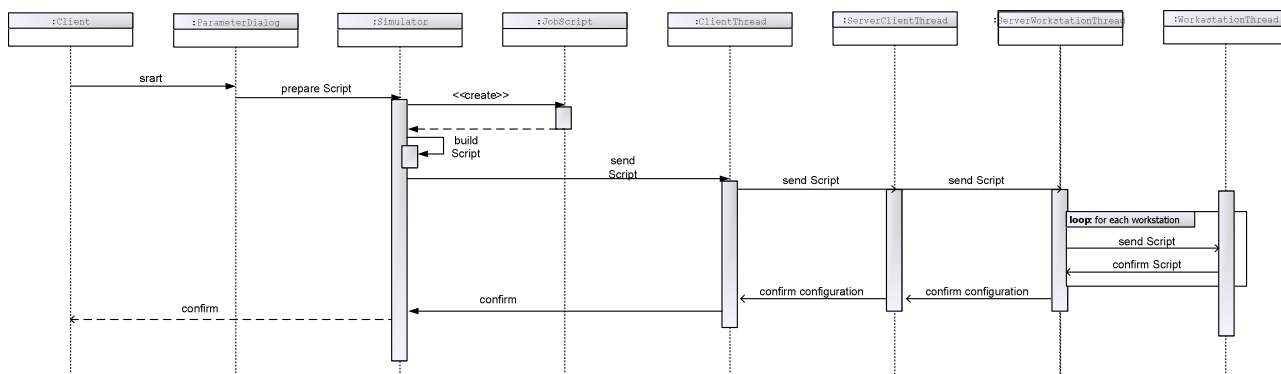 :Client
:ParameterDialog
:Simulator
:JobScript
:ClientThread
:ServerClientThread
:ServerWorkstationThread
:WorkastationThread
srart
prepare Script
<<create>>
build
Script
send
Script
send Script
send Script
loop: for each workstation
send Script
confirm Script
confirm configuration
confirm configuration
confirm
confirm